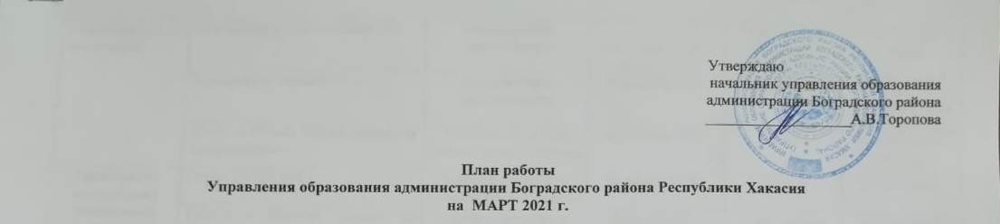 Утверждаю
начальник управления образования
администрации Боградского района
____________________А.В.Торопова
План работы
Управления образования администрации Боградского района Республики Хакасия
на МАРТ 2021 г.